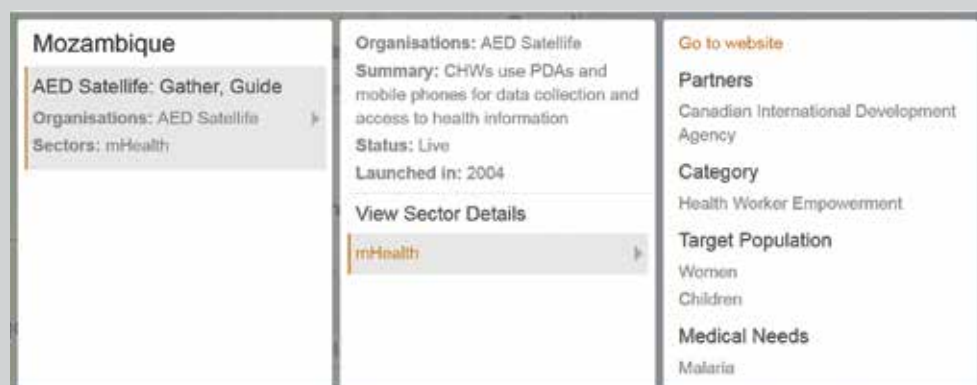 Mozambique
AED Satellife: Gather, Guide
Organisations: AED Satellife
Sectors: mHealth
Organisations: AED Satellife
Summary: CHWs use PDAs and
mobile phones for data collection and
access to health information
Status: Live
Launched in: 2004
View Sector Details
mHealth
Go to website
Partners
Canadian International Development
Agency
Category
Health Worker Empowerment
Target Population
Women
Children
Medical Needs
Malaria